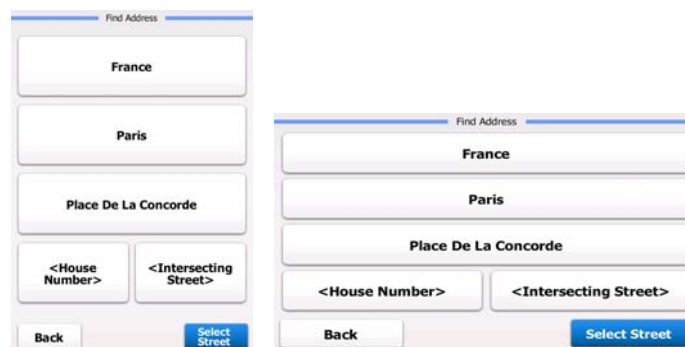 Find Address
France
Paris
Place De La Concorde
<House
Number>
<Intersecting
Street>
Back
Select
Street
Find Address
France
Paris
Place De La Concorde
<House Number>
<Intersecting Street>
Back
Select Street